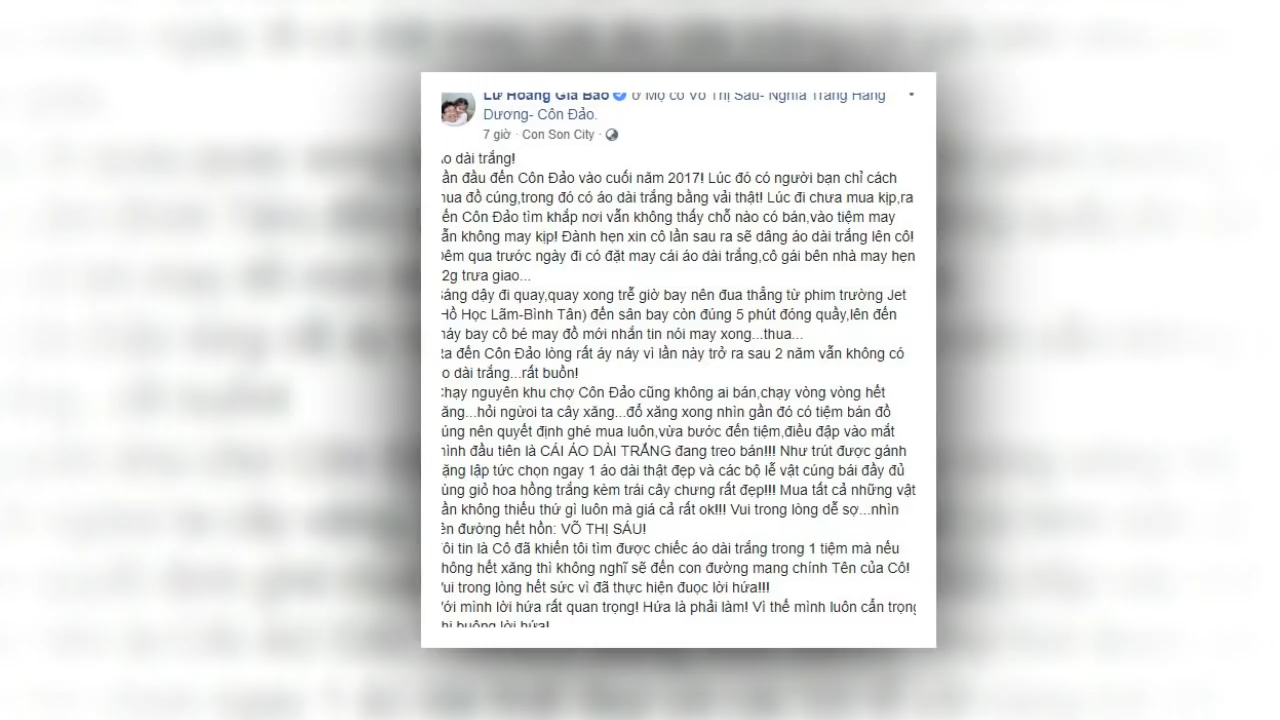 Lư Hoàng Gia Bảo ở Mộ cô Võ Thị Sáu- Nghĩa Trang Hàng
Dương- Côn Đảo.
7 giờ · Con Son City ·
o dài trắng!
ần đầu đến Côn Đảo vào cuối năm 2017! Lúc đó có người bạn chỉ cách
ua đồ cúng,trong đó có áo dài trắng bằng vải thật! Lúc đi chưa mua kịp,ra
ến Côn Đảo tìm khắp nơi vẫn không thấy chỗ nào có bán,vào tiệm may
ẫn không may kịp! Đành hẹn xin cô lần sau ra sẽ dâng áo dài trắng lên cô!
êm qua trước ngày đi có đặt may cái áo dài trắng,cô gái bên nhà may hẹn
2g trưa giao...
áng dậy đi quay,quay xong trễ giờ bay nên đua thẳng từ phim trường Jet
Hồ Học Lãm-Bình Tân) đến sân bay còn đúng 5 phút đóng quầy,lên đến
áy bay cô bé may đồ mới nhắn tin nói may xong...thua...
a đến Côn Đảo lòng rất áy náy vì lần này trở ra sau 2 năm vẫn không có
o dài trắng...rất buồn!
hạy nguyên khu chợ Côn Đảo cũng không ai bán,chạy vòng vòng hết
ăng...hỏi ngừoi ta cây xăng...đổ xăng xong nhìn gần đó có tiệm bán đồ
úng nên quyết định ghé mua luôn,vừa bước đến tiệm,điều đập vào mắt
ình đầu tiên là CÁI ÁO DÀI TRẮNG đang treo bán!!! Như trút được gánh
ặng lập tức chọn ngay 1 áo dài thật đẹp và các bộ lễ vật cúng bái đầy đủ
ùng giỏ hoa hồng trắng kèm trái cây chưng rất đẹp!!! Mua tất cả những vật
ần không thiếu thứ gì luôn mà giá cả rất ok!!! Vui trong lòng dễ sợ...nhìn
ên đường hết hồn: VÕ THỊ SÁU!
ôi tin là Cô đã khiến tôi tìm được chiếc áo dài trắng trong 1 tiệm mà nếu
hông hết xăng thì không nghĩ sẽ đến con đường mang chính Tên của Cô!
ui trong lòng hết sức vì đã thực hiện đuọc lời hứa!!!
ới mình lời hứa rất quan trọng! Hứa là phải làm! Vì thế mình luôn cẩn trọng
hi buông lời hứa!